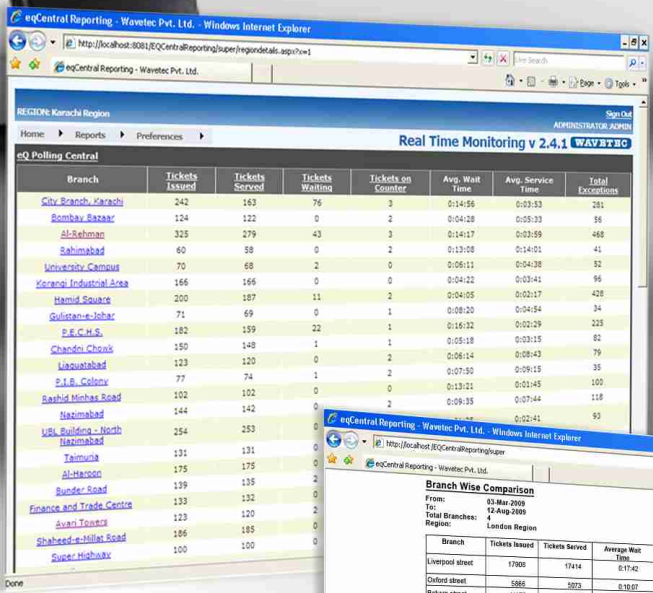 eqCentral Reporting - Wavetec Pvt. Ltd. - Windows Internet Explorer
http://localhost:8081/EQCentralReporting/super/regiondetails.aspx?x=1
Live Search
eqCentral Reporting - Wavetec Pvt. Ltd.
Page Tools
REGION: Karachi Region
Sign Out
ADMINISTRATOR ADMIN
Home Reports Preferences
Real Time Monitoring v 2.4.1 WAVETEC
eQ Polling Central
Branch Tickets Issued Tickets Served Tickets Waiting Tickets on Counter Avg. Wait Time Avg. Service Time Total Exceptions
City Branch, Karachi 242 163 76 3 0:14:56 0:03:53 281
Bombay Bazaar 124 122 0 2 0:04:28 0:05:33 56
Al-Rehman 325 279 43 3 0:14:17 0:03:59 468
Rahimabad 60 58 0 2 0:13:08 0:14:01 41
University Campus 70 68 2 0 0:06:11 0:04:38 52
Korangi Industrial Area 166 166 0 0 0:04:22 0:03:41 96
Hamid Square 200 187 11 2 0:04:05 0:02:17 428
Gulistan-e-Johar 71 69 0 1 0:08:20 0:04:54 34
P.E.C.H.S. 182 159 22 1 0:16:32 0:02:29 225
Chandni Chowk 150 148 1 1 0:05:18 0:03:15 82
Liaquatabad 123 120 0 2 0:06:14 0:08:43 79
P.I.B. Colony 77 74 1 2 0:07:50 0:09:15 35
Rashid Minhas Road 102 102 0 0 0:13:21 0:01:45 100
Nazimabad 144 142 0 2 0:09:35 0:07:44 118
UBL Building - North Nazimabad 254 253 0 0:02:41 93
Taimuria 131 131 0
Al-Haroon 175 175 0
Bunder Road 139 135 2
Finance and Trade Centre 133 132 0
Avari Towers 123 120 2
Shaheed-e-Millat Road 186 185 0
Super Highway 100 100 0
Done
eqCentral Reporting - Wavetec Pvt. Ltd. - Windows Internet Explorer
http://localhost/EQCentralReporting/super
eqCentral Reporting - Wavetec Pvt. Ltd.
Branch Wise Comparison
From: 03-Mar-2009
To: 12-Aug-2009
Total Branches: 4
Region: London Region
Branch Tickets Issued Tickets Served Average Wait Time
Liverpool street 17908 17414 0:17:42
Oxford street 5866 5073 0:10:07